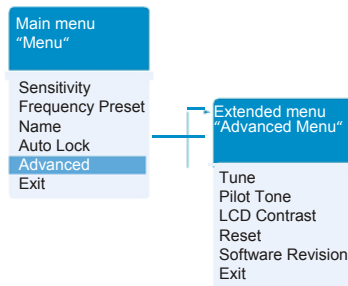 Main menu
“Menu“
Sensitivity
Frequency Preset
Name
Auto Lock
Advanced
Exit
Extended menu
“Advanced Menu“
Tune
Pilot Tone
LCD Contrast
Reset
Software Revision
Exit